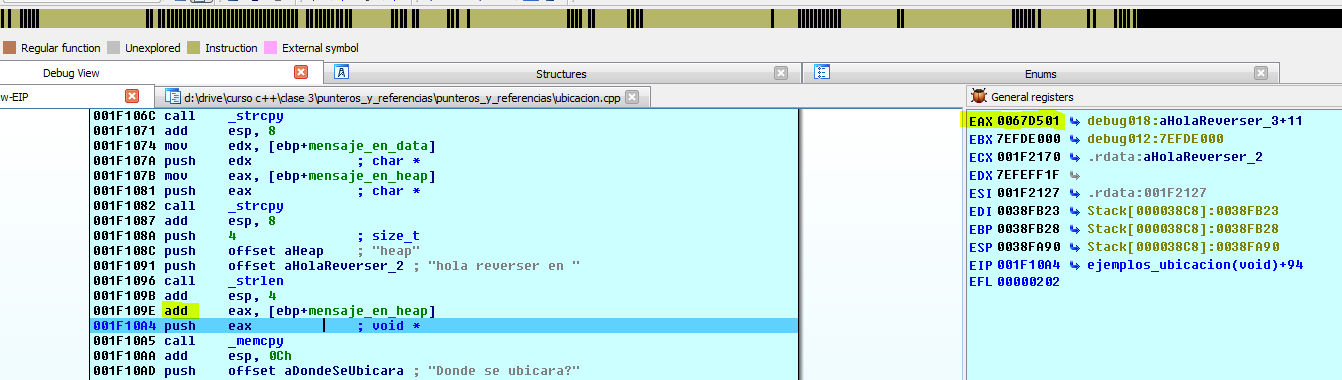 Regular function Unexplored Instruction External symbol
Debug View Structures Enums
w-EIP d:\drive\curso c++\clase 3\punteros_y_referencias\punteros_y_referencias\ubicacion.cpp General registers
001F106C call _strcpy
001F1071 add esp, 8
001F1074 mov edx, [ebp+mensaje_en_data]
001F107A push edx ; char *
001F107B mov eax, [ebp+mensaje_en_heap]
001F1081 push eax ; char *
001F1082 call _strcpy
001F1087 add esp, 8
001F108A push 4 ; size_t
001F108C push offset aHeap ; "heap"
001F1091 push offset aHolaReverser_2 ; "hola reverser en "
001F1096 call _strlen
001F109B add esp, 4
001F109E add eax, [ebp+mensaje_en_heap]
001F10A4 push eax ; void *
001F10A5 call _memcpy
001F10AA add esp, 0Ch
001F10AD push offset aDondeSeUbicara ; "Donde se ubicara?"
EAX 0067D501 debug018:aHolaReverser_3+11
EBX 7EFDE000 debug012:7EFDE000
ECX 001F2170 .rdata:aHolaReverser_2
EDX 7EFEFF1F
ESI 001F2127 .rdata:001F2127
EDI 0038FB23 Stack[000038C8]:0038FB23
EBP 0038FB28 Stack[000038C8]:0038FB28
ESP 0038FA90 Stack[000038C8]:0038FA90
EIP 001F10A4 ejemplos_ubicacion(void)+94
EFL 00000202